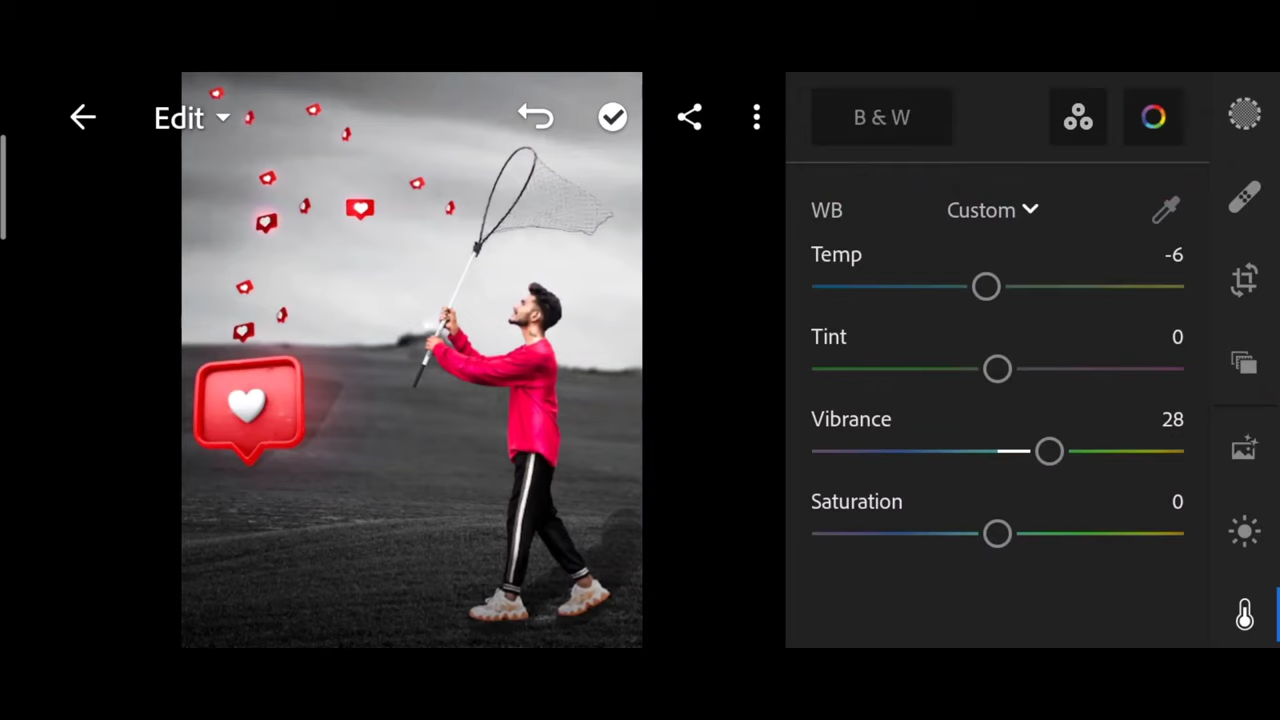 Edit
B & W
WB Custom
Temp -6
Tint 0
Vibrance 28
Saturation 0